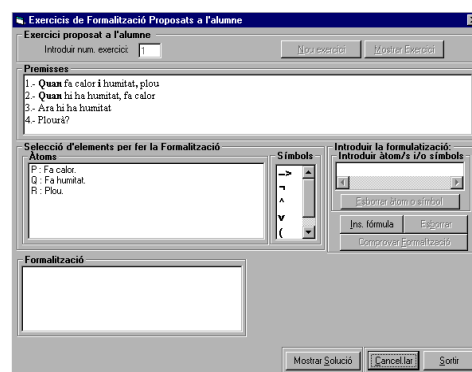 Exercicis de Formalització Proposats a l'alumne
Exercici proposat a l'alumne
Introduir num. exercici: 1
Nou exercici
Mostrar Exercici
Premisses
1.- Quan fa calor i humitat, plou
2.- Quan hi ha humitat, fa calor
3.- Ara hi ha humitat
4.- Plourà?
Selecció d'elements per fer la Formalització
Àtoms
P : Fa calor.
Q : Fa humitat.
R : Plou.
Símbols
-->
¬
^
v
(
Introduir la formulatització:
Introduir àtom/s i/o símbols
Esborrar àtom o símbol
Ins. fórmula
Esborrar
Comprovar Formalització
Formalització
Mostrar Solució
Cancel.lar
Sortir